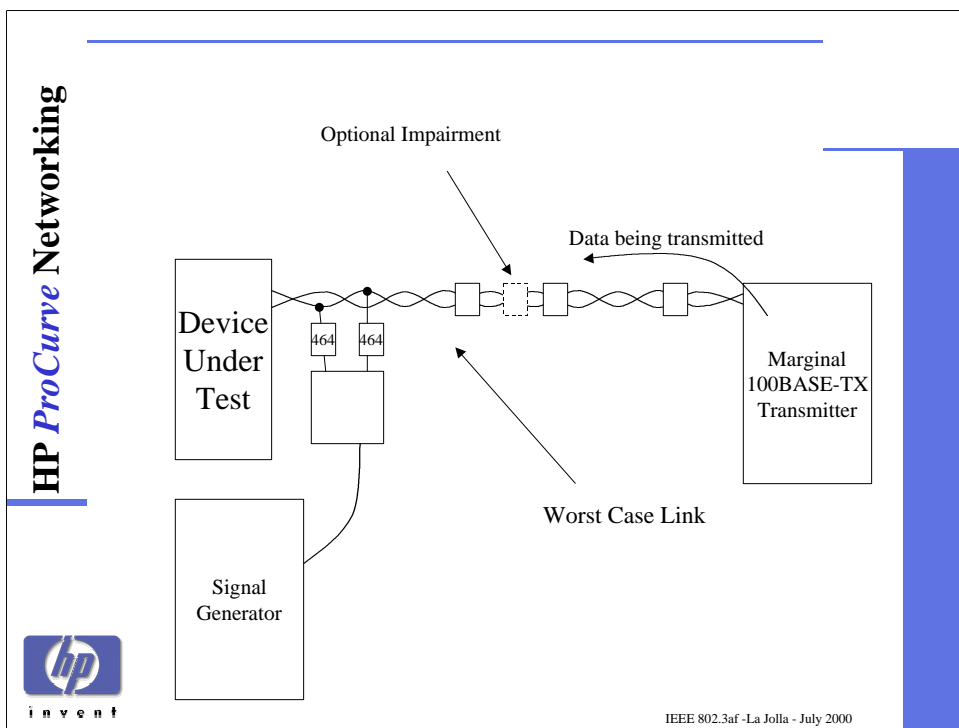 HP ProCurve Networking
Optional Impairment
Data being transmitted
Device
Under
Test
464
464
Marginal
100BASE-TX
Transmitter
Worst Case Link
Signal
Generator
hp
invent
IEEE 802.3af -La Jolla - July 2000